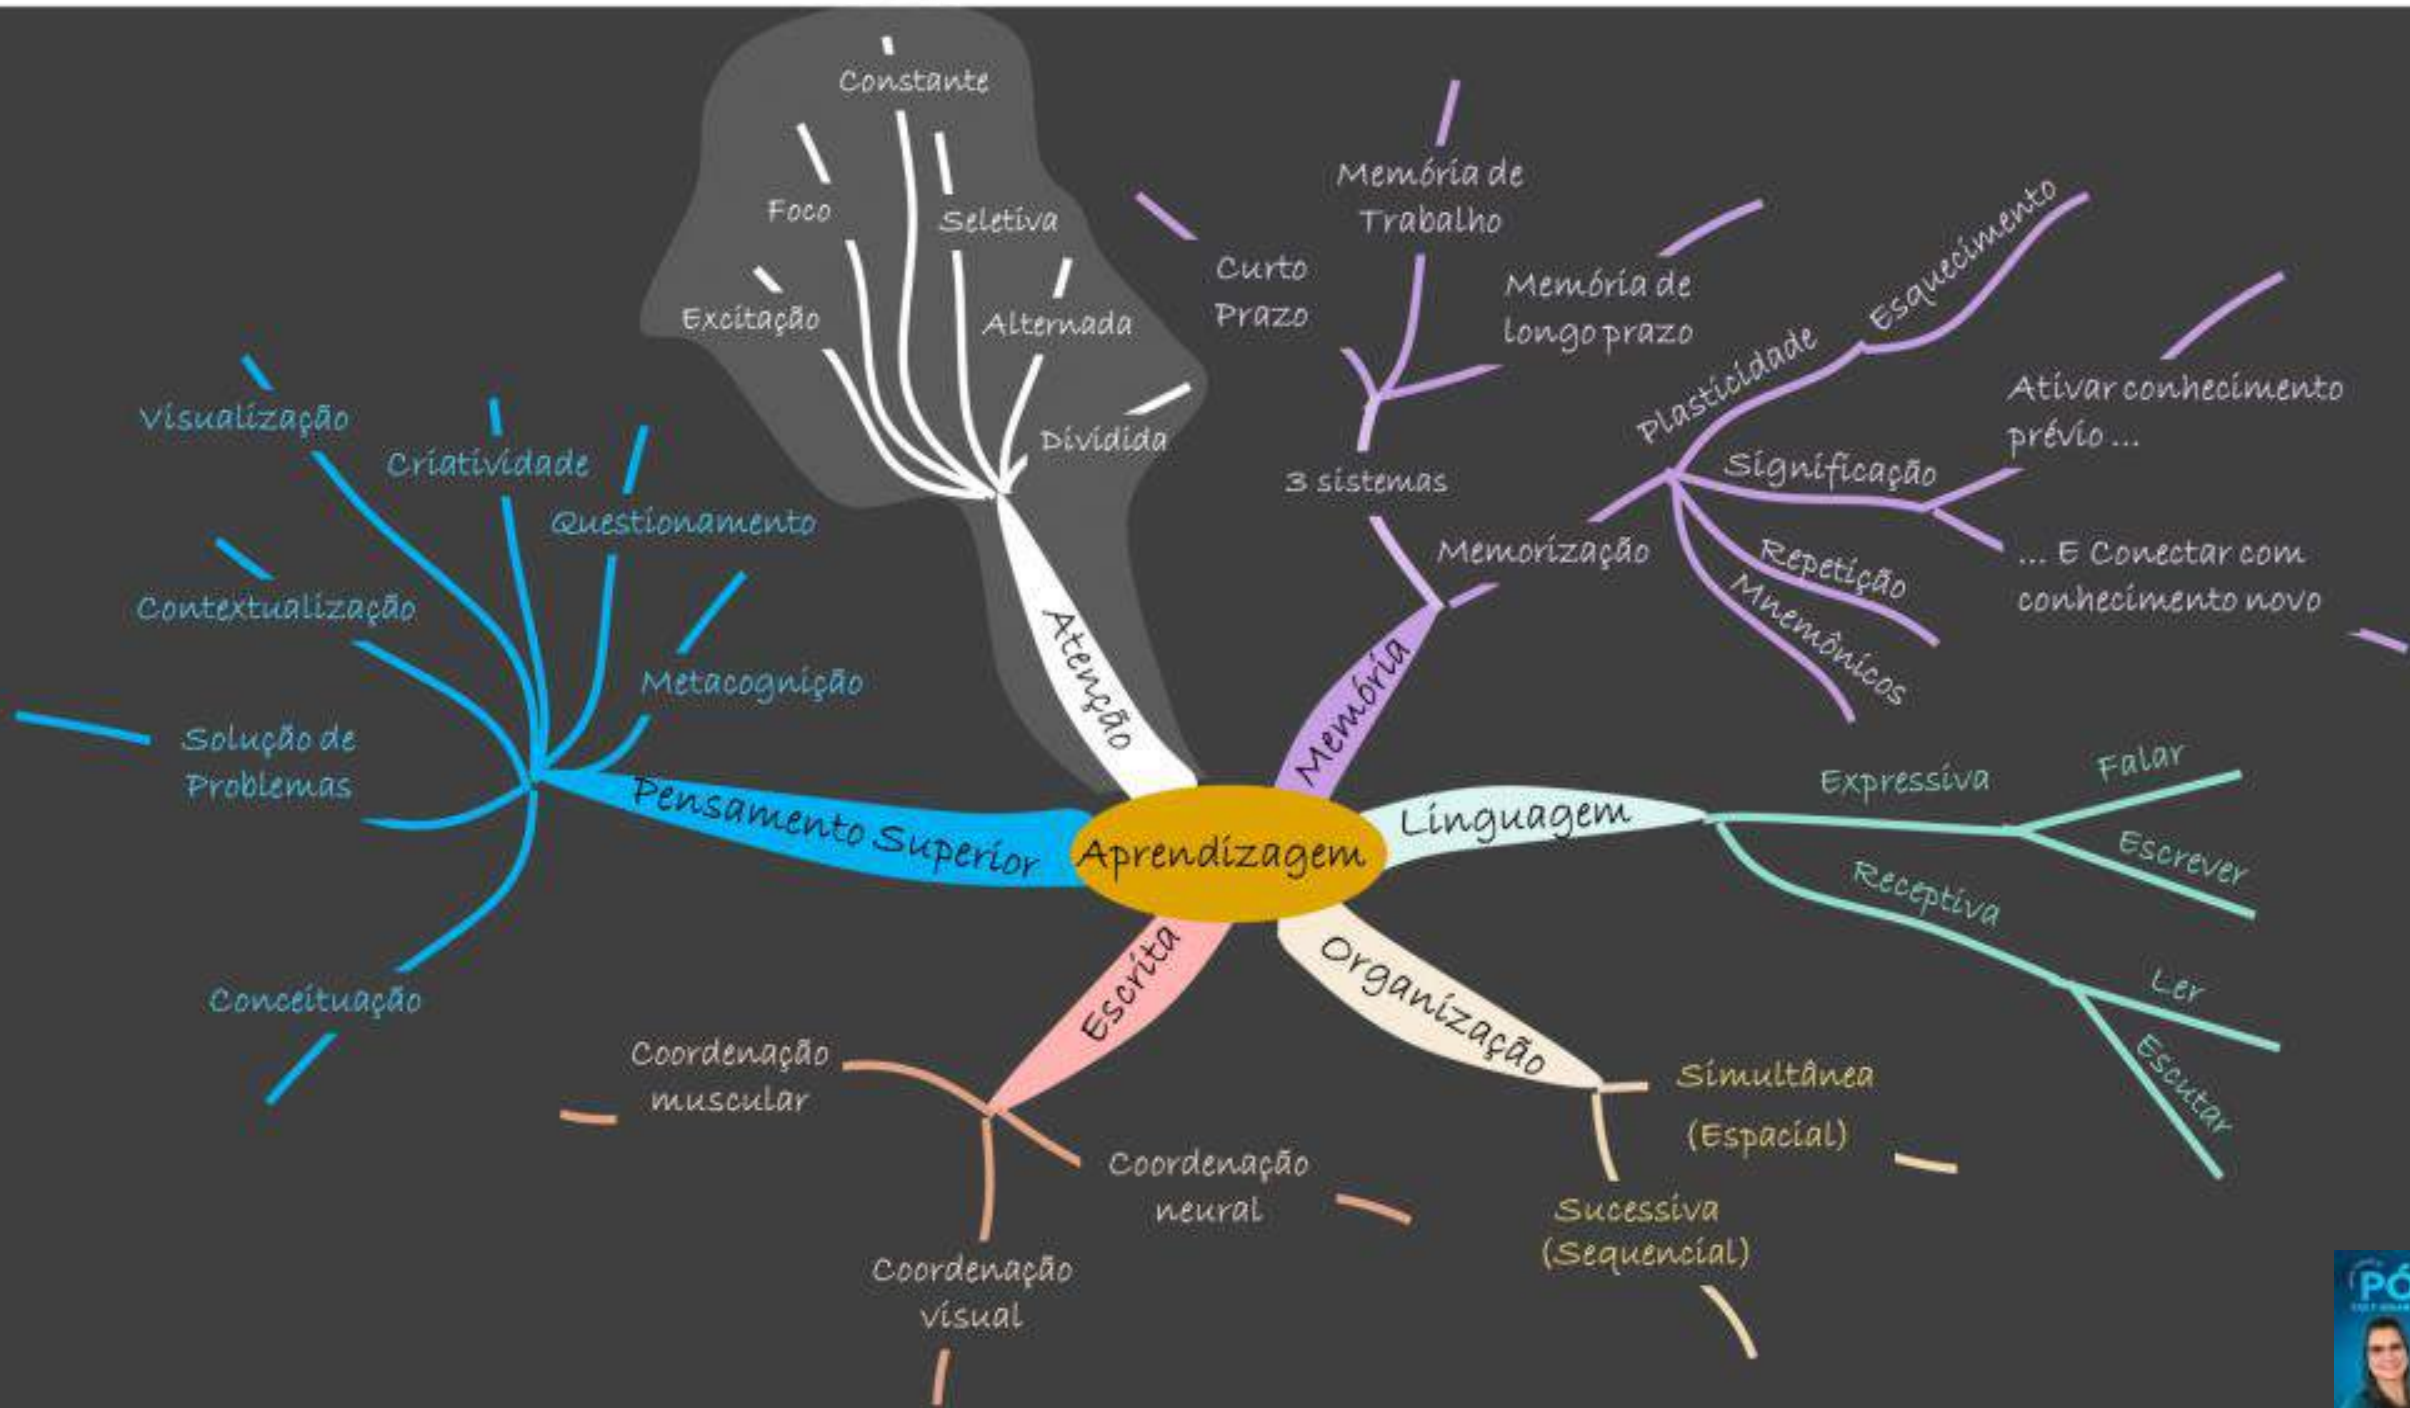 Constante
Foco
Seletiva
Excitação
Alternada
Dividida
Atenção
Curto
Prazo
Memória de
Trabalho
Memória de
longo prazo
3 sistemas
Memorização
Plasticidade
Esquecimento
Significação
Ativar conhecimento
prévio ...
... E Conectar com
conhecimento novo
Repetição
Mnemônicos
Memória
Visualização
Criatividade
Questionamento
Contextualização
Metacognição
Solução de
Problemas
Conceituação
Pensamento Superior
Aprendizagem
Linguagem
Expressiva
Falar
Escrever
Receptiva
Ler
Escutar
Escrita
Coordenação
muscular
Coordenação
neural
Coordenação
visual
Organização
Simultânea
(Espacial)
Sucessiva
(Sequencial)
PÓ